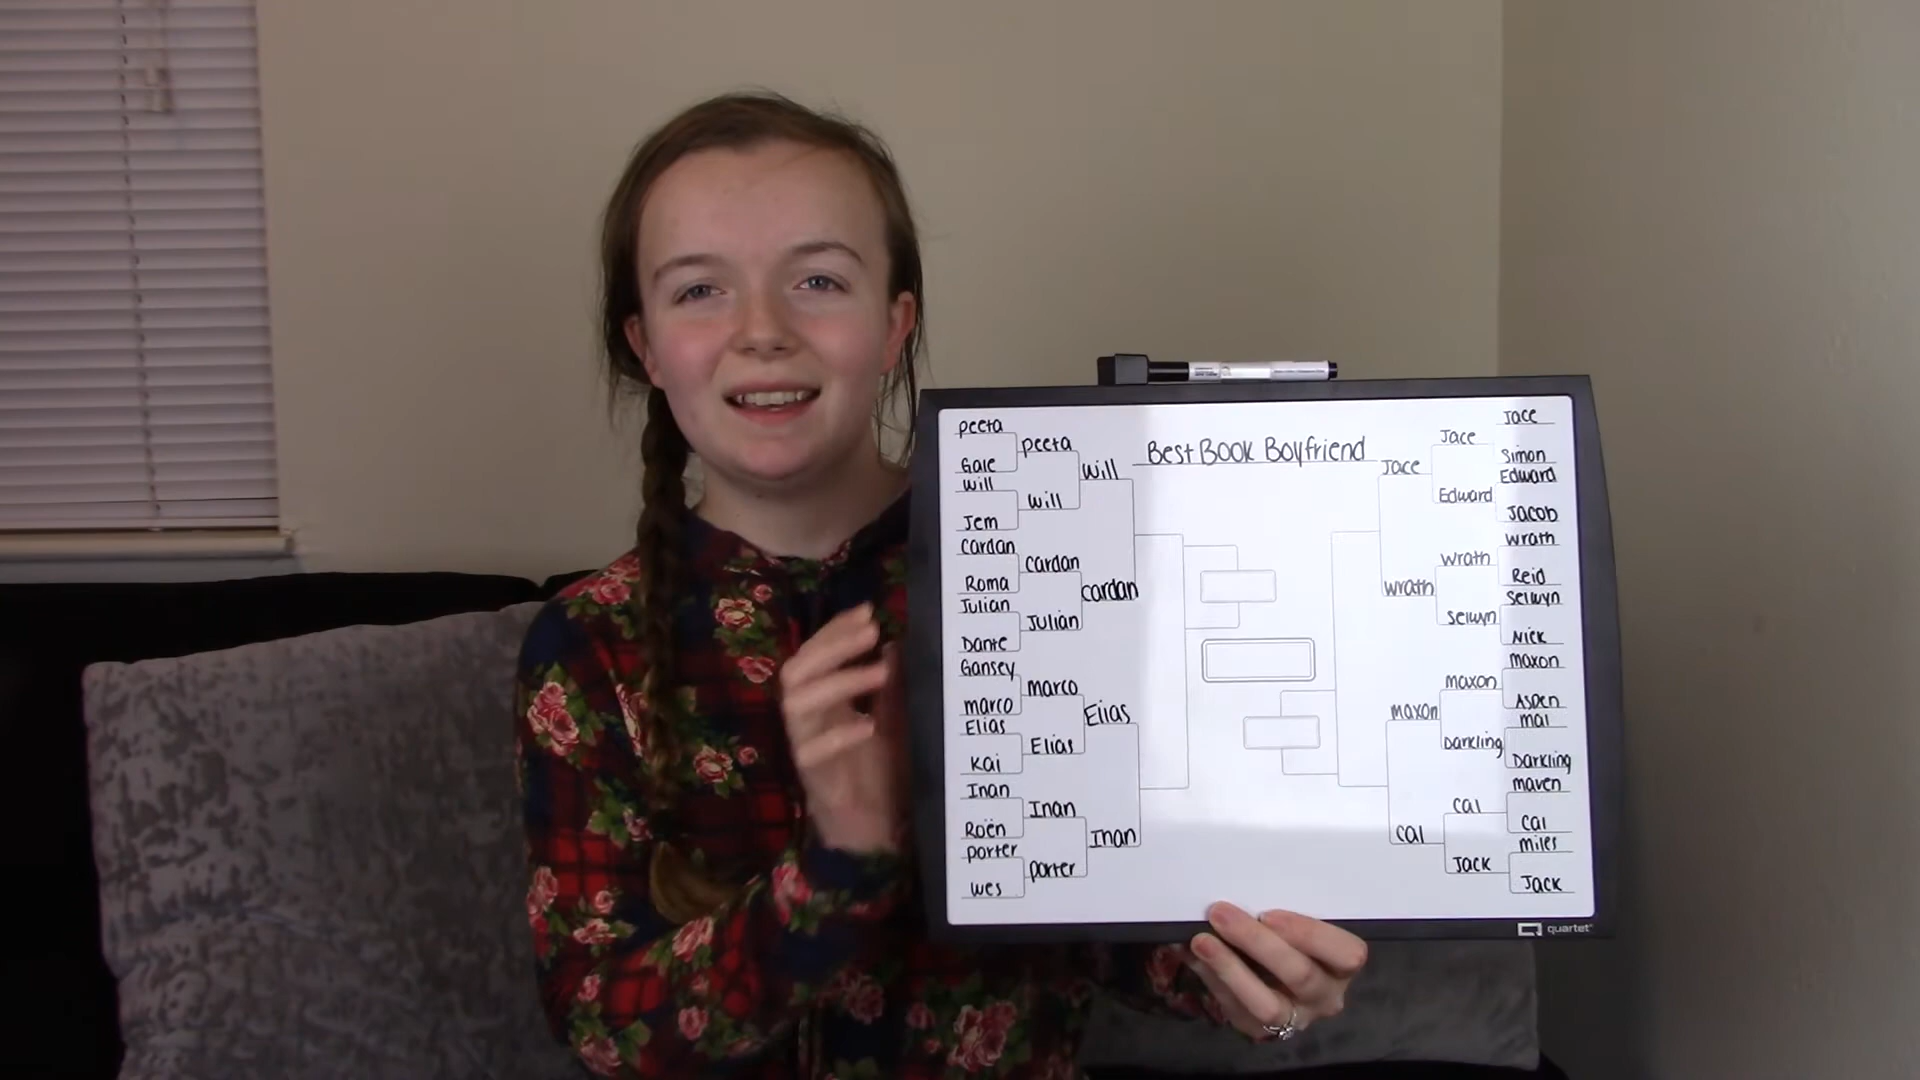 Best Book Boyfriend
peeta
Gale
Will
Jem
Cardan
Roma
Julian
Dante
Gansey
marco
Elias
Kai
Inan
Roën
porter
wes
peeta
Will
Cardan
Julian
marco
Elias
Inan
porter
Will
Cardan
Elias
Inan
Jace
wrath
maxon
cal
Jace
Edward
wrath
selwyn
maxon
Darkling
cal
Jack
Jace
Simon
Edward
Jacob
wrath
Reid
selwyn
Nick
maxon
Aspen
mal
Darkling
maven
cal
miles
Jack
quartet